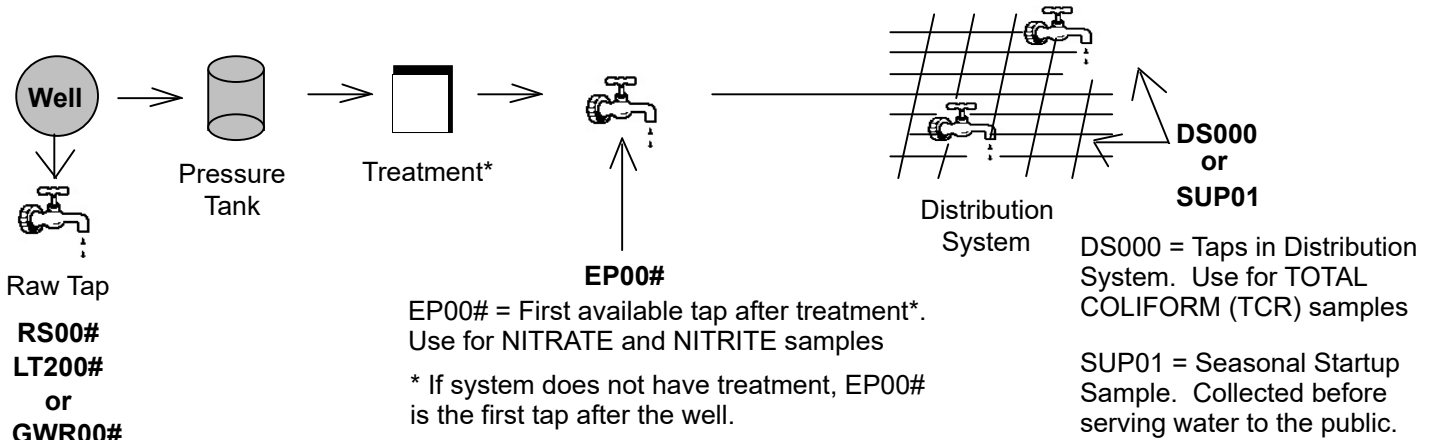 Well
Raw Tap
RS00#
LT200#
or
GWR00#
Pressure
Tank
Treatment*
EP00#
EP00# = First available tap after treatment*.
Use for NITRATE and NITRITE samples
* If system does not have treatment, EP00#
is the first tap after the well.
Distribution
System
DS000
or
SUP01
DS000 = Taps in Distribution
System. Use for TOTAL
COLIFORM (TCR) samples
SUP01 = Seasonal Startup
Sample. Collected before
serving water to the public.